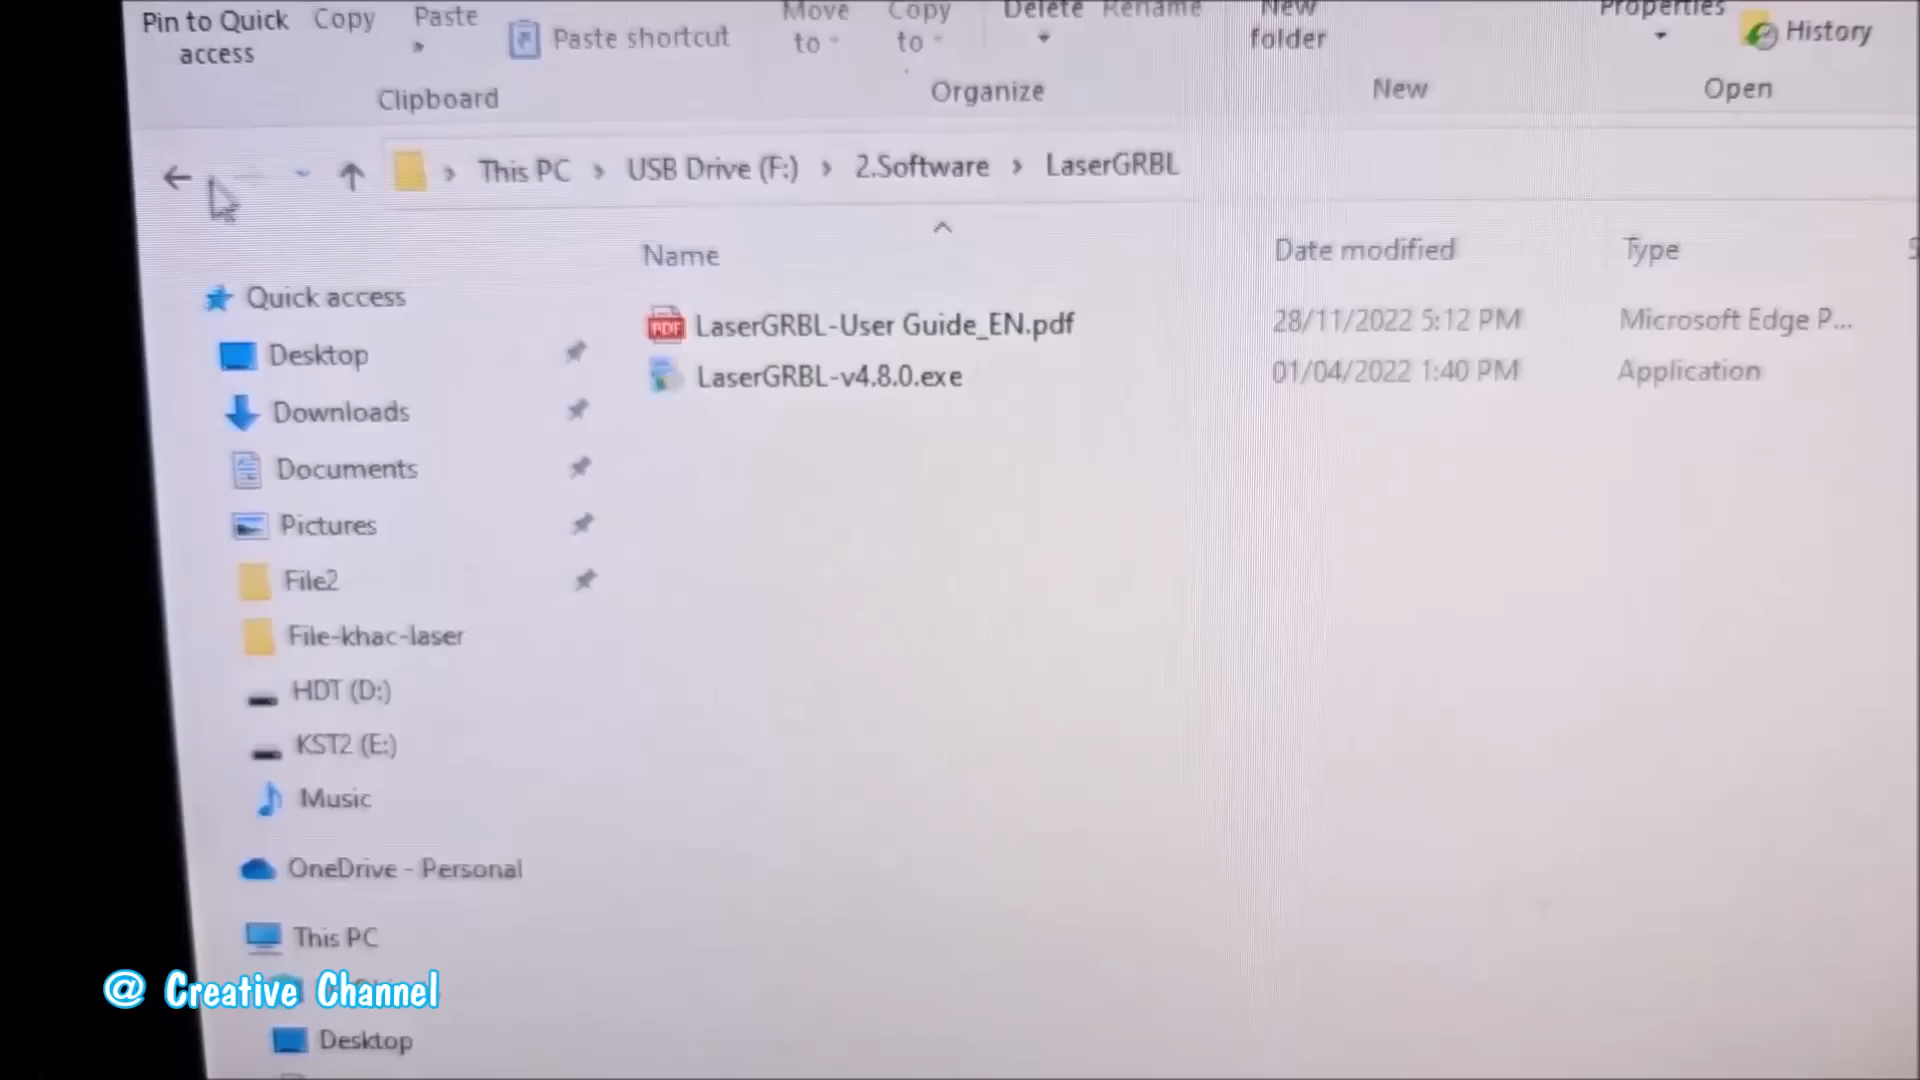 Pin to Quick access
Copy
Paste
Paste shortcut
Move to
Copy to
Delete
Rename
New folder
Properties
History
Clipboard
Organize
New
Open
This PC > USB Drive (F:) > 2.Software > LaserGRBL
Name
Date modified
Type
Quick access
Desktop
Downloads
Documents
Pictures
File2
File-khac-laser
HDT (D:)
KST2 (E:)
Music
OneDrive - Personal
This PC
Desktop
LaserGRBL-User Guide_EN.pdf 28/11/2022 5:12 PM Microsoft Edge P...
LaserGRBL-v4.8.0.exe 01/04/2022 1:40 PM Application
@ Creative Channel